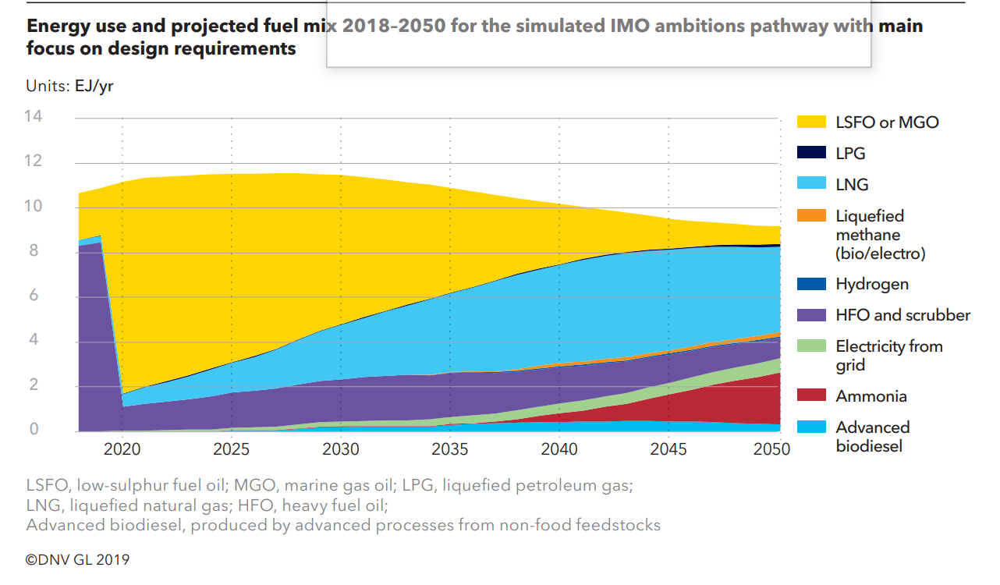 Energy use and projected fuel mix 2018–2050 for the simulated IMO ambitions pathway with main
focus on design requirements
Units: EJ/yr
14
12
10
8
6
4
2
0
2020
2025
2030
2035
2040
2045
2050
LSFO or MGO
LPG
LNG
Liquefied
methane
(bio/electro)
Hydrogen
HFO and scrubber
Electricity from
grid
Ammonia
Advanced
biodiesel
LSFO, low-sulphur fuel oil; MGO, marine gas oil; LPG, liquefied petroleum gas;
LNG, liquefied natural gas; HFO, heavy fuel oil;
Advanced biodiesel, produced by advanced processes from non-food feedstocks
©DNV GL 2019